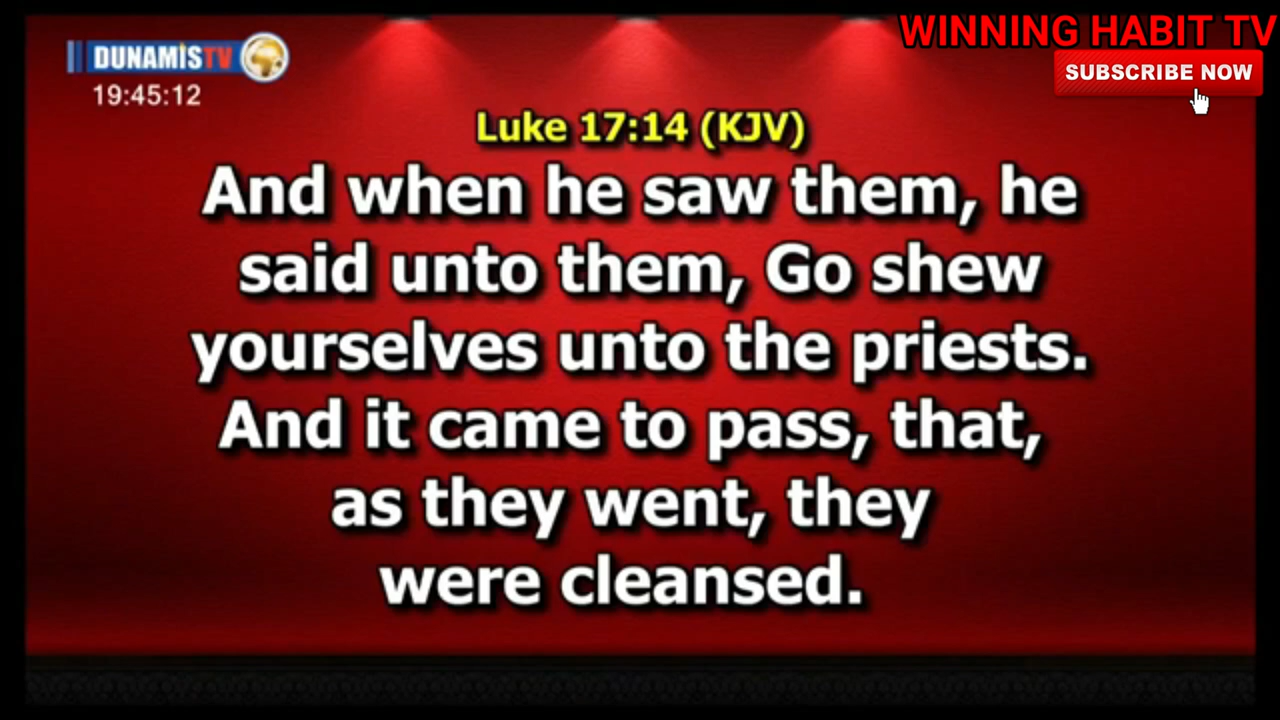 WINNING HABIT TV
DUNAMIS TV
SUBSCRIBE NOW
19:45:12
Luke 17:14 (KJV)
And when he saw them, he
said unto them, Go shew
yourselves unto the priests.
And it came to pass, that,
as they went, they
were cleansed.